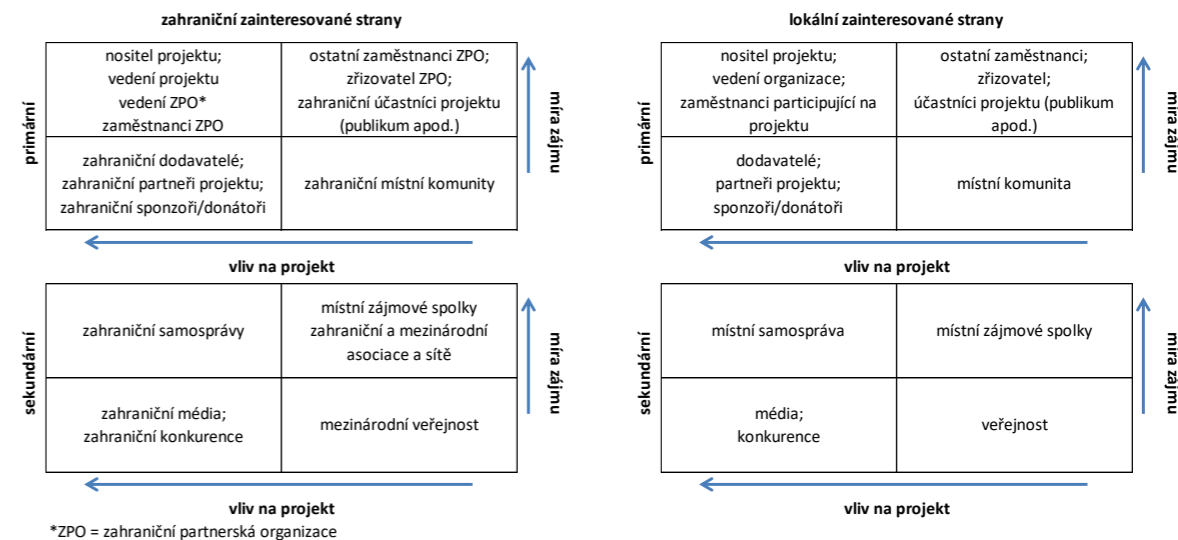 zahraniční zainteresované strany
primární
nositel projektu;
vedení projektu
vedení ZPO*
zaměstnanci ZPO
ostatní zaměstnanci ZPO;
zřizovatel ZPO;
zahraniční účastníci projektu
(publikum apod.)
zahraniční dodavatelé;
zahraniční partneři projektu;
zahraniční sponzoři/donátoři
zahraniční místní komunity
míra zájmu
vliv na projekt
sekundární
zahraniční samosprávy
místní zájmové spolky
zahraniční a mezinárodní
asociace a sítě
zahraniční média;
zahraniční konkurence
mezinárodní veřejnost
míra zájmu
vliv na projekt
*ZPO = zahraniční partnerská organizace
lokální zainteresované strany
primární
nositel projektu;
vedení organizace;
zaměstnanci participující na
projektu
ostatní zaměstnanci;
zřizovatel;
účastníci projektu (publikum
apod.)
dodavatelé;
partneři projektu;
sponzoři/donátoři
místní komunita
míra zájmu
vliv na projekt
sekundární
místní samospráva
místní zájmové spolky
média;
konkurence
veřejnost
míra zájmu
vliv na projekt